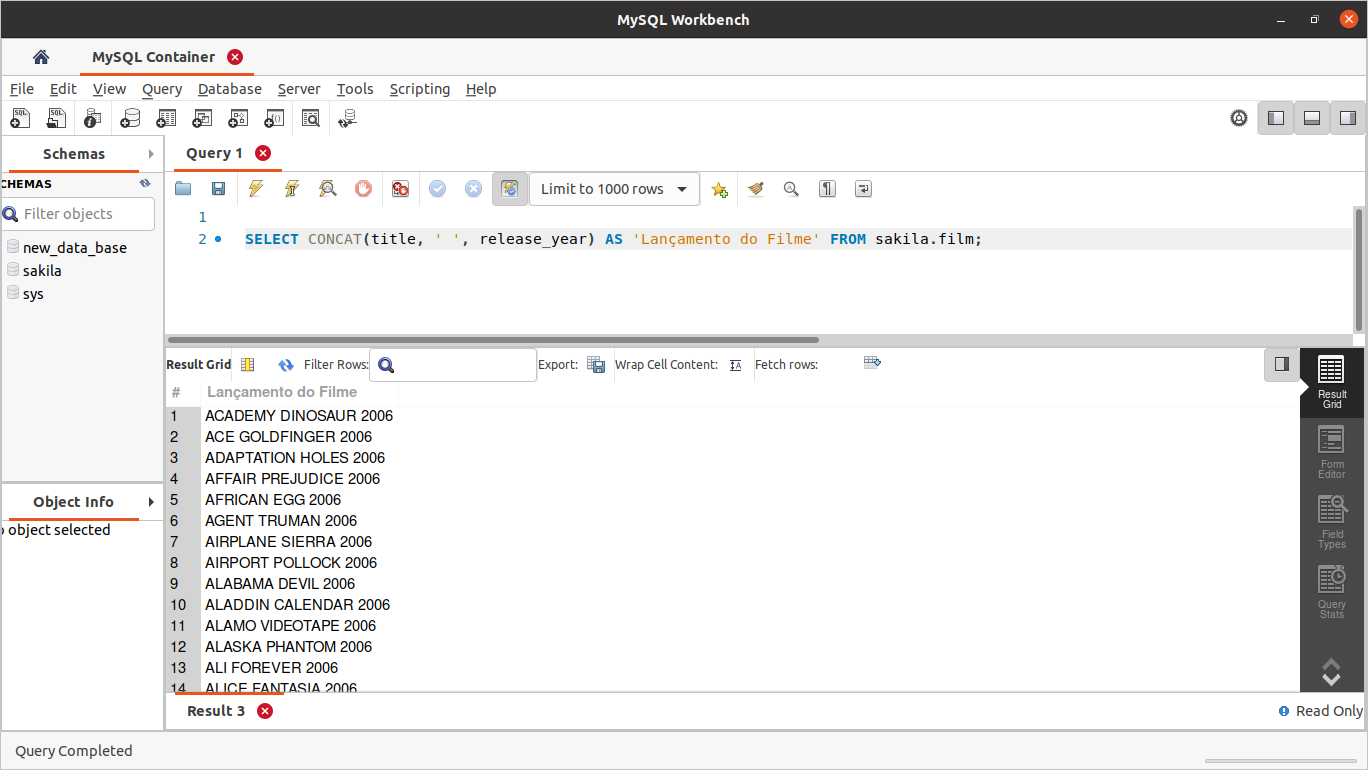 MySQL Workbench
MySQL Container
File Edit View Query Database Server Tools Scripting Help
Schemas
Query 1
CHEMAS
Filter objects
Limit to 1000 rows
1
2 SELECT CONCAT(title, ' ', release_year) AS 'Lançamento do Filme' FROM sakila.film;
new_data_base
sakila
sys
Result Grid Filter Rows: Export: Wrap Cell Content: Fetch rows:
# Lançamento do Filme
1 ACADEMY DINOSAUR 2006
2 ACE GOLDFINGER 2006
3 ADAPTATION HOLES 2006
4 AFFAIR PREJUDICE 2006
5 AFRICAN EGG 2006
6 AGENT TRUMAN 2006
7 AIRPLANE SIERRA 2006
8 AIRPORT POLLOCK 2006
9 ALABAMA DEVIL 2006
10 ALADDIN CALENDAR 2006
11 ALAMO VIDEOTAPE 2006
12 ALASKA PHANTOM 2006
13 ALI FOREVER 2006
14 ALICE FANTASIA 2006
Result
Grid
Form
Editor
Field
Types
Query
Stats
Object Info
object selected
Result 3
Read Only
Query Completed